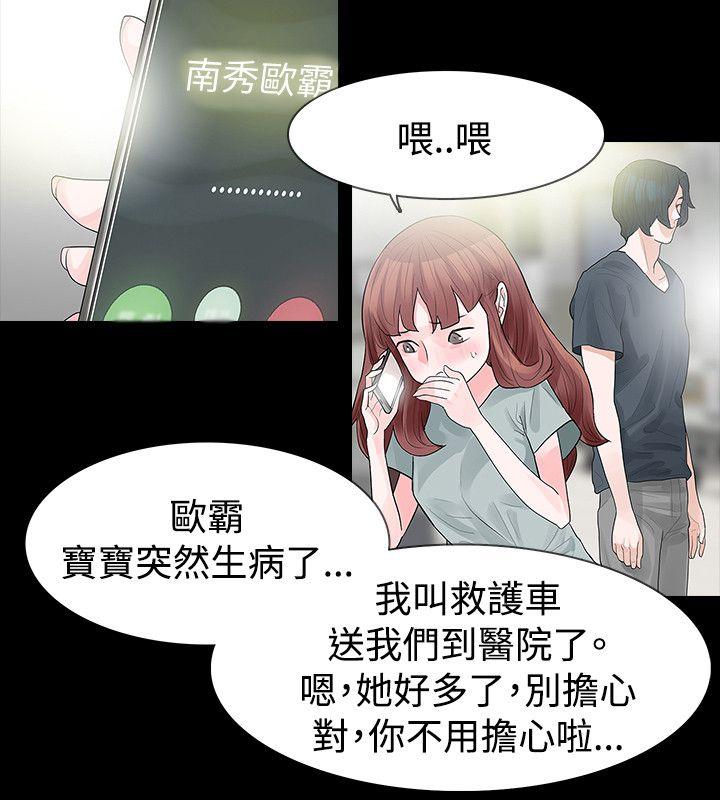 南秀歐霸
............
喂..喂
歐霸
寶寶突然生病了...
我叫救護車
送我們到醫院了。
嗯,她好多了,別擔心
對,你不用擔心啦...